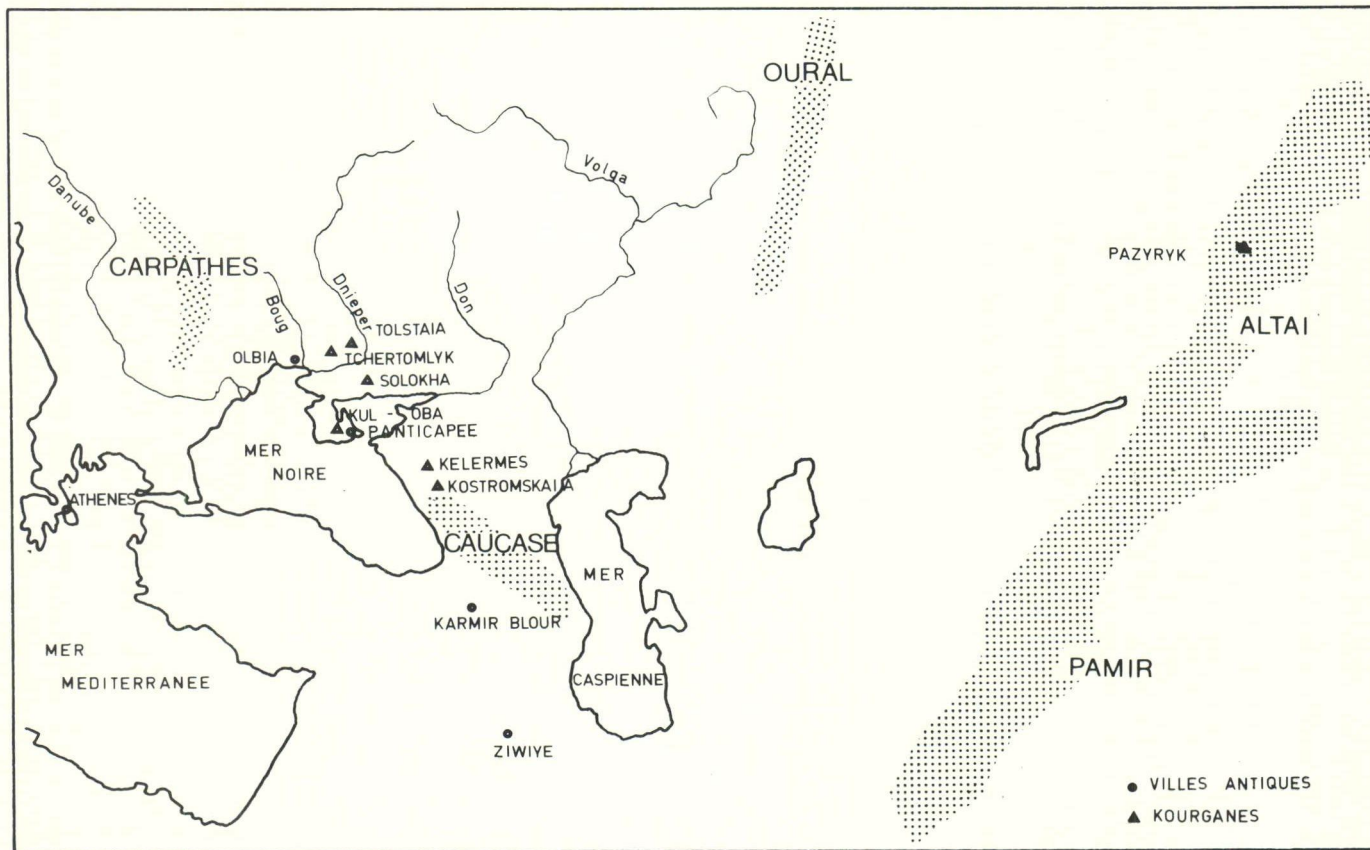 OURAL
Volga
Danube
CARPATHES
Boug
Dnieper
Don
PAZYRYK
ALTAI
TOLSTAIA
OLBIA
TCHERTOMLYK
SOLOKHA
KUL - OBA
PANTICAPEE
MER
NOIRE
KELERMES
KOSTROMSKAIIA
ATHENES
CAUCASE
MER
CASPIENNE
KARMIR BLOUR
MER
MEDITERRANEE
PAMIR
ZIWIYE
VILLES ANTIQUES
KOURGANES